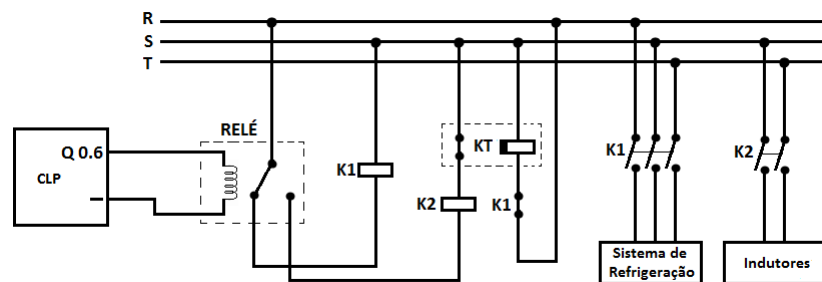 R
S
T
RELÉ
Q 0.6
CLP
K1
KT
K2
K1
K1
K2
Sistema de
Refrigeração
Indutores